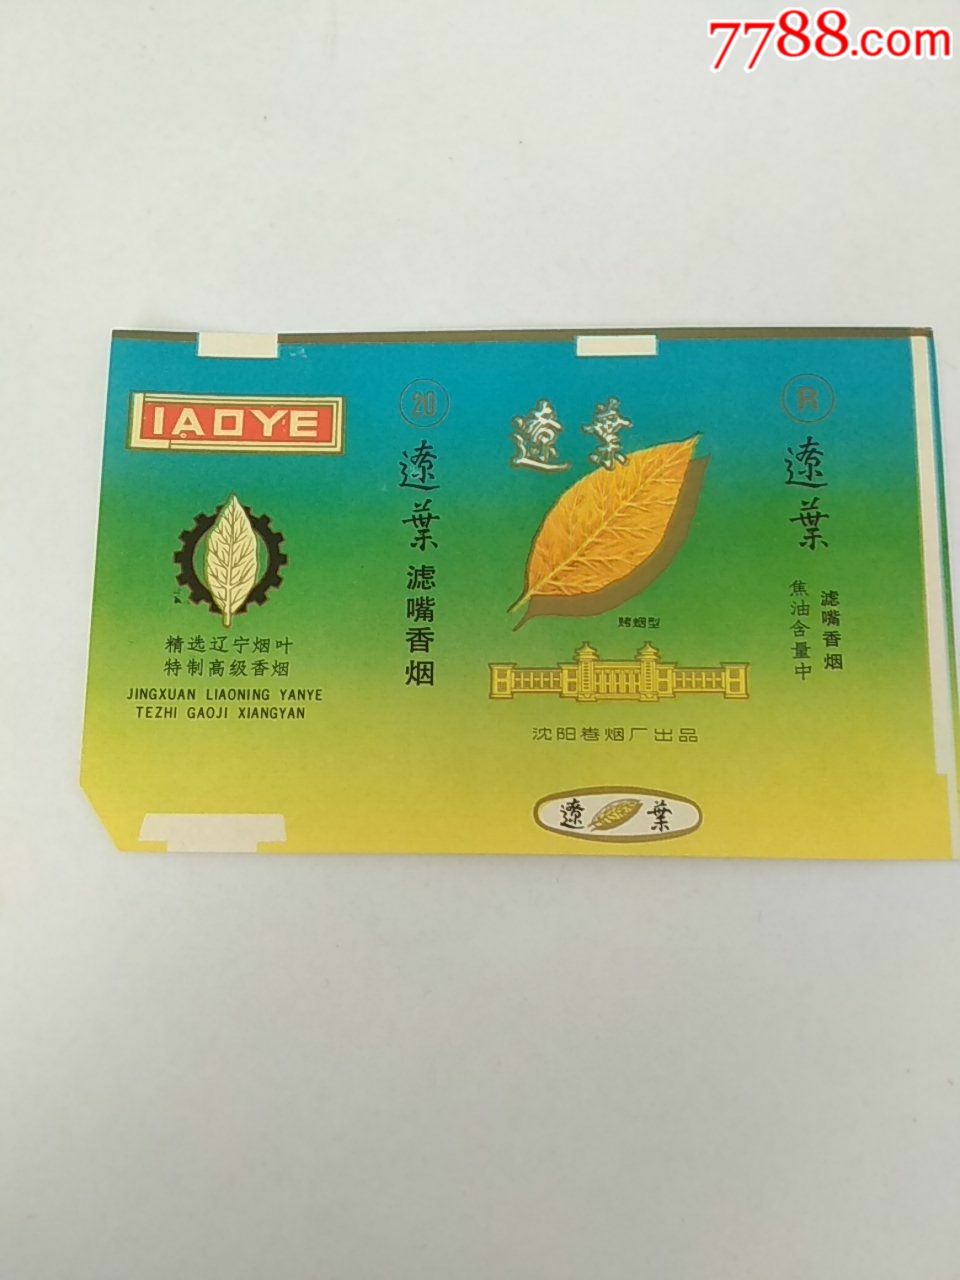 7788.com
LIAOYE
精选辽宁烟叶
特制高级香烟
JINGXUAN LIAONING YANYE
TEZHI GAOJI XIANGYAN
20
遼葉滤嘴香烟
遼葉
烤烟型
沈阳卷烟厂出品
遼葉
R
遼葉
滤嘴香烟
焦油含量中